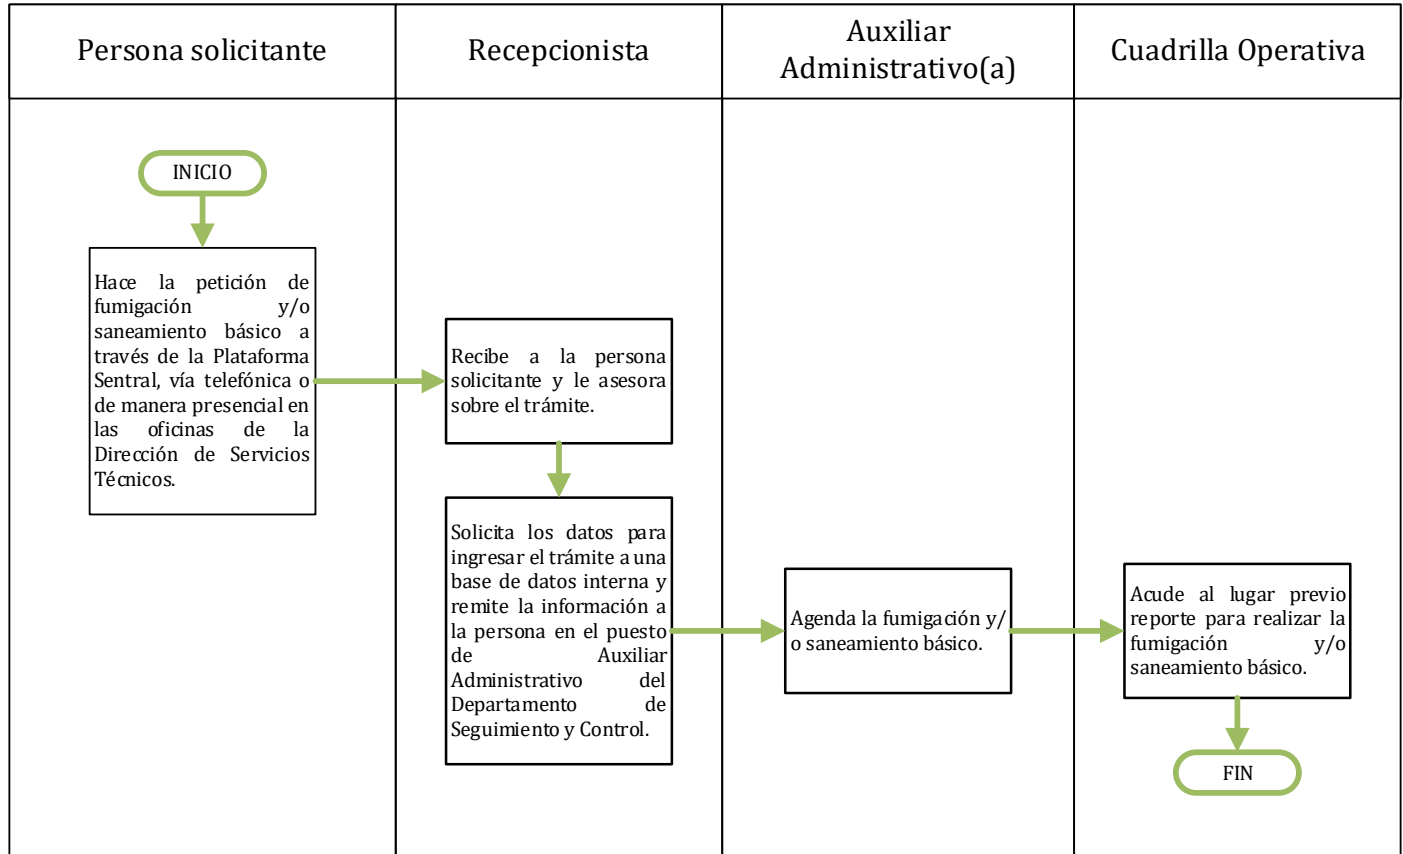 Persona solicitante
Recepcionista
Auxiliar
Administrativo(a)
Cuadrilla Operativa
INICIO
Hace la petición de
fumigación y/o
saneamiento básico a
través de la Plataforma
Sentral, vía telefónica o
de manera presencial en
las oficinas de la
Dirección de Servicios
Técnicos.
Recibe a la persona
solicitante y le asesora
sobre el trámite.
Solicita los datos para
ingresar el trámite a una
base de datos interna y
remite la información a
la persona en el puesto
de Auxiliar
Administrativo del
Departamento de
Seguimiento y Control.
Agenda la fumigación y/
o saneamiento básico.
Acude al lugar previo
reporte para realizar la
fumigación y/o
saneamiento básico.
FIN